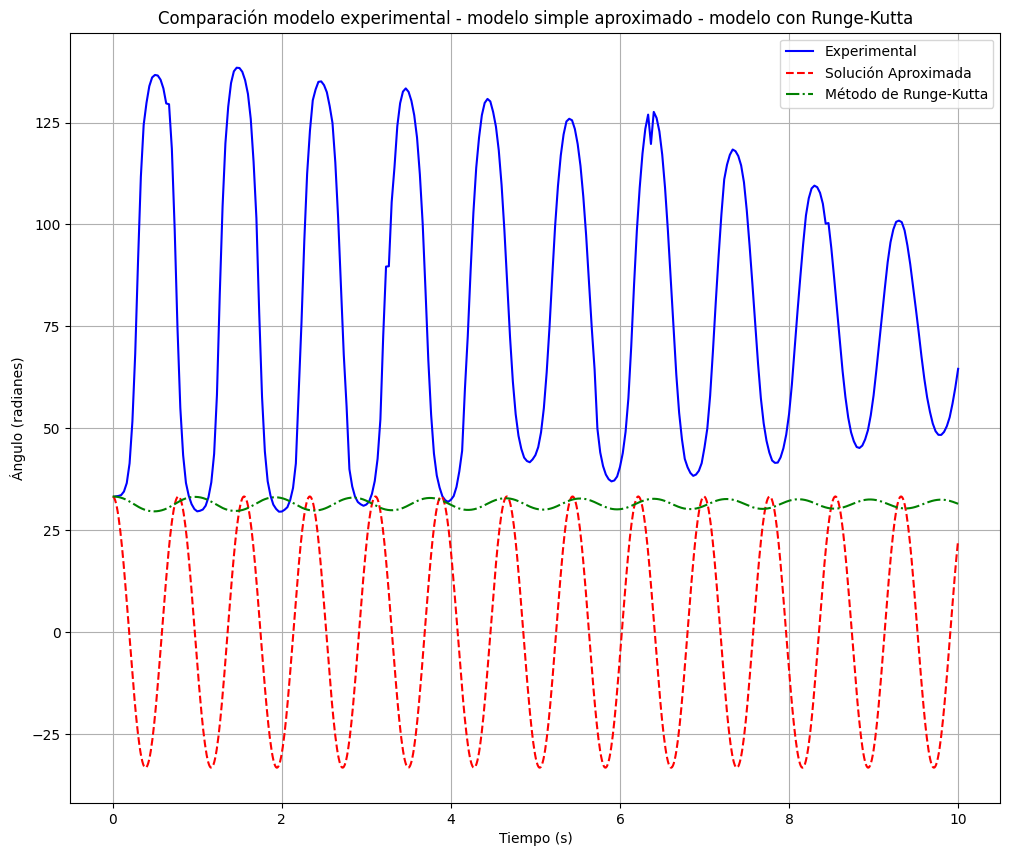 Comparación modelo experimental - modelo simple aproximado - modelo con Runge-Kutta
Experimental
Solución Aproximada
Método de Runge-Kutta
Ángulo (radianes)
125
100
75
50
25
0
−25
0 2 4 6 8 10
Tiempo (s)